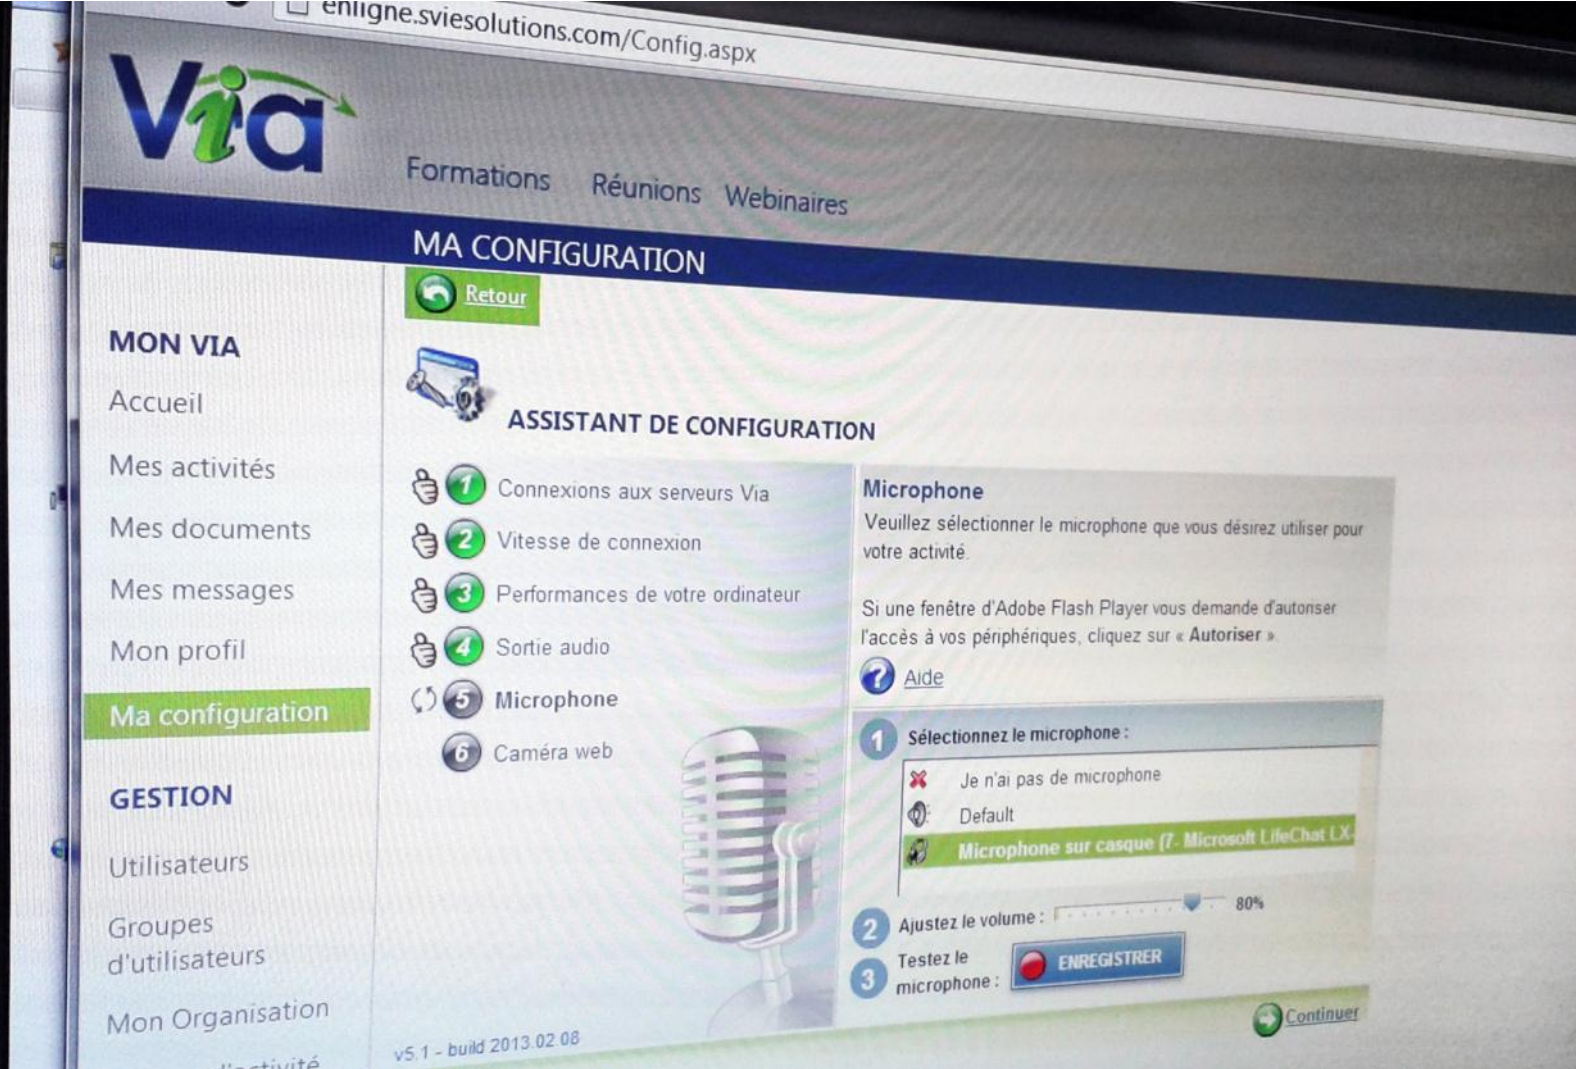 enligne.sviesolutions.com/Config.aspx
Via
Formations Réunions Webinaires
MA CONFIGURATION
Retour
MON VIA
Accueil
Mes activités
Mes documents
Mes messages
Mon profil
Ma configuration
GESTION
Utilisateurs
Groupes
d'utilisateurs
Mon Organisation
ASSISTANT DE CONFIGURATION
1 Connexions aux serveurs Via
2 Vitesse de connexion
3 Performances de votre ordinateur
4 Sortie audio
5 Microphone
6 Caméra web
v5.1 - build 2013.02.08
Microphone
Veuillez sélectionner le microphone que vous désirez utiliser pour
votre activité.
Si une fenêtre d'Adobe Flash Player vous demande d'autoriser
l'accès à vos périphériques, cliquez sur « Autoriser ».
? Aide
1 Sélectionnez le microphone :
Je n'ai pas de microphone
Default
Microphone sur casque (7- Microsoft LifeChat LX-
2 Ajustez le volume : 80%
3 Testez le
microphone :
ENREGISTRER
Continuer